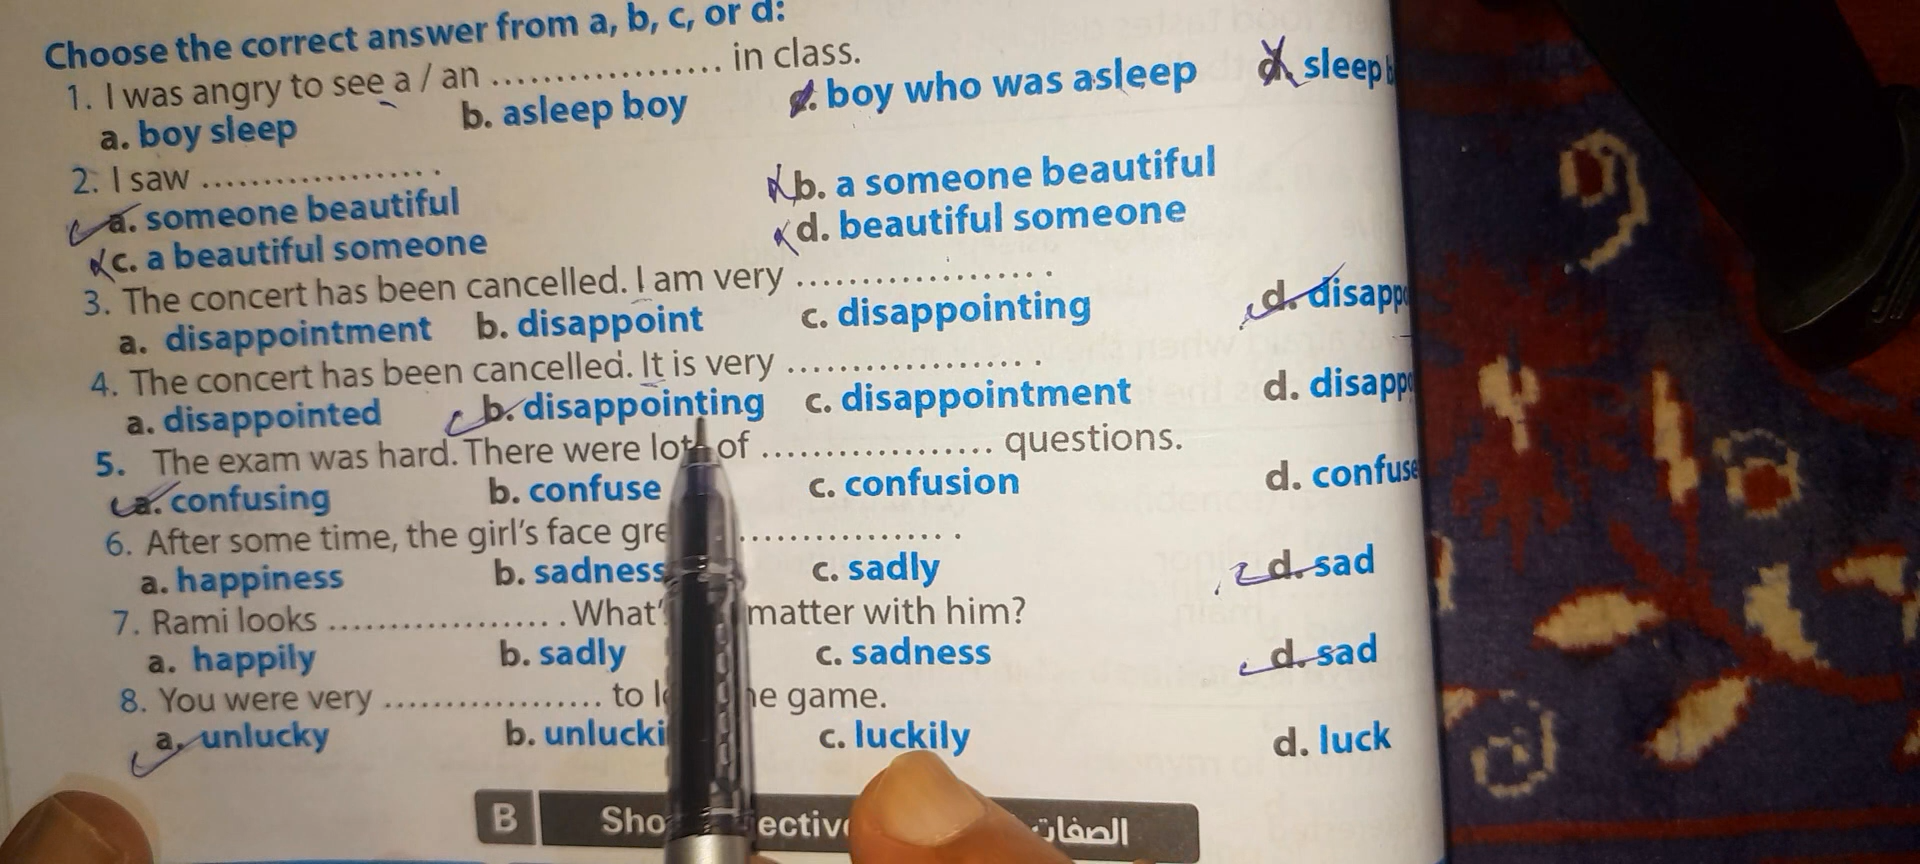 Choose the correct answer from a, b, c, or d:
1. I was angry to see a / an .................. in class.
a. boy sleep b. asleep boy c. boy who was asleep d. sleep
2. I saw ..................
a. someone beautiful b. a someone beautiful
c. a beautiful someone d. beautiful someone
3. The concert has been cancelled. I am very ..................
a. disappointment b. disappoint c. disappointing d.
4. The concert has been cancelled. It is very ..................
a. disappointed b. disappointing c. disappointment d.
5. The exam was hard. There were lots of .................. questions.
a. confusing b. confuse c. confusion d. confuse
6. After some time, the girl's face ..................
a. happiness b. sadness c. sadly d. sad
7. Rami looks .................. . What's matter with him?
a. happily b. sadly c. sadness d. sad
8. You were very .................. to game.
a. unlucky b. c. luckily d. luck
B الصفات